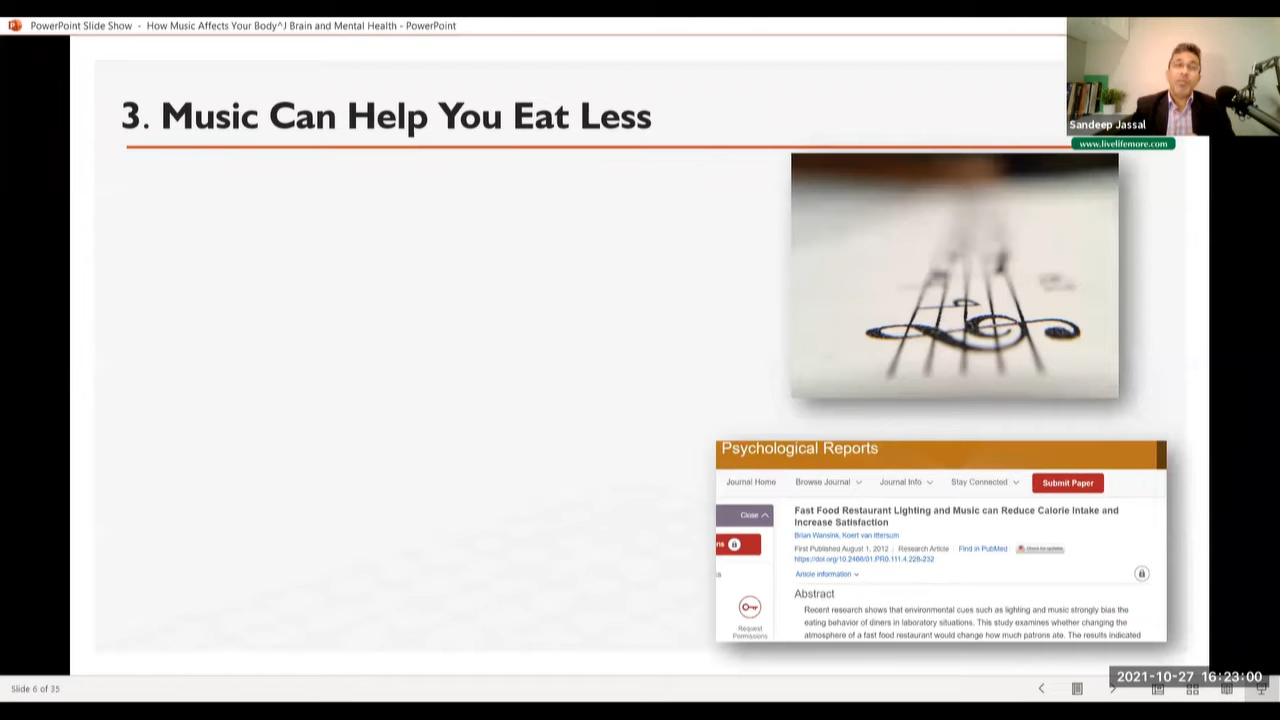 PowerPoint Slide Show - How Music Affects Your Body^J Brain and Mental Health - PowerPoint
Sandeep Jassal
www.livelifemore.com
3. Music Can Help You Eat Less
Psychological Reports
Journal Home Browse Journal Journal Info Stay Connected Submit Paper
Close
Fast Food Restaurant Lighting and Music can Reduce Calorie Intake and
Increase Satisfaction
ns
Brian Wansink, Koert van Ittersum
First Published August 1, 2012 Research Article Find in PubMed Check for updates
https://doi.org/10.2466/01.PR0.111.4.228-232
Article information
Abstract
Recent research shows that environmental cues such as lighting and music strongly bias the
eating behavior of diners in laboratory situations. This study examines whether changing the
atmosphere of a fast food restaurant would change how much patrons ate. The results indicated
Request
Permissions
2021-10-27 16:23:00
Slide 6 of 35